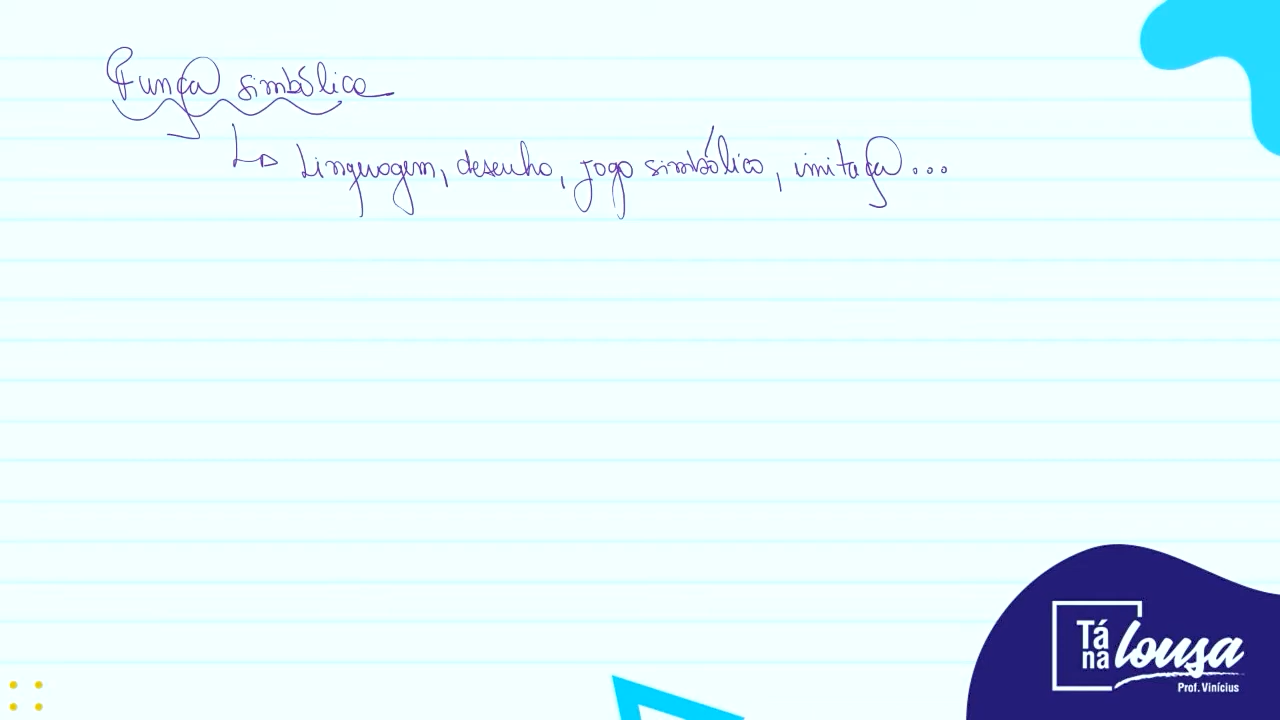 Função simbólica
Linguagem, desenho, jogo simbólico, imitação...
Tá
na lousa
Prof. Vinícius